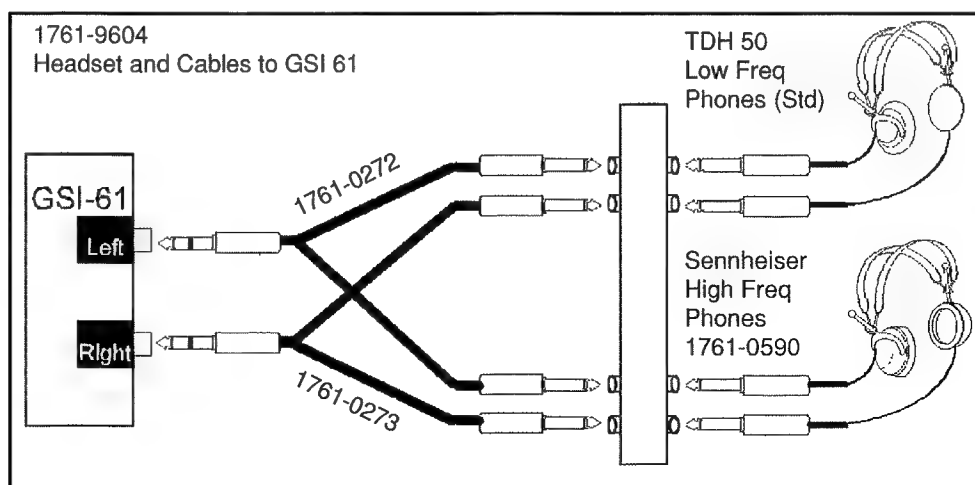 1761-9604
Headset and Cables to GSI 61
TDH 50
Low Freq
Phones (Std)
GSI-61
Left
Right
1761-0272
1761-0273
Sennheiser
High Freq
Phones
1761-0590